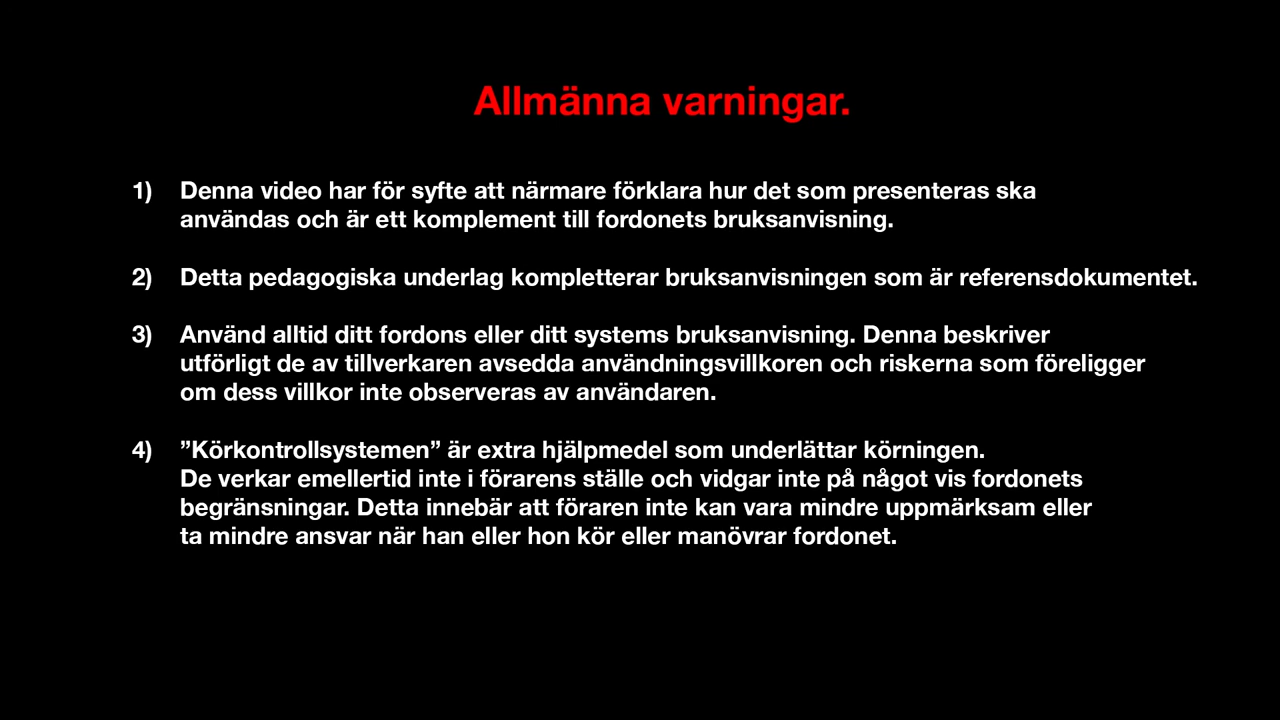 Allmänna varningar.
1) Denna video har för syfte att närmare förklara hur det som presenteras ska
användas och är ett komplement till fordonets bruksanvisning.
2) Detta pedagogiska underlag kompletterar bruksanvisningen som är referensdokumentet.
3) Använd alltid ditt fordons eller ditt systems bruksanvisning. Denna beskriver
utförligt de av tillverkaren avsedda användningsvillkoren och riskerna som föreligger
om dess villkor inte observeras av användaren.
4) ”Körkontrollsystemen” är extra hjälpmedel som underlättar körningen.
De verkar emellertid inte i förarens ställe och vidgar inte på något vis fordonets
begränsningar. Detta innebär att föraren inte kan vara mindre uppmärksam eller
ta mindre ansvar när han eller hon kör eller manövrar fordonet.